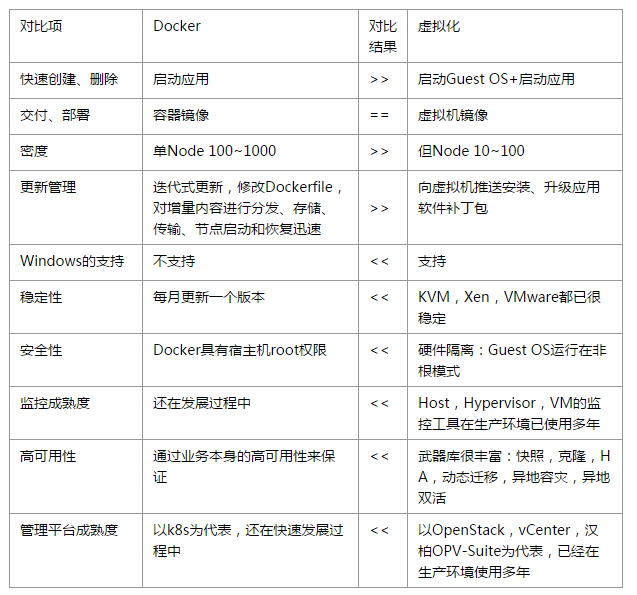 对比项 Docker 对比 虚拟化
结果
快速创建、删除 启动应用 >> 启动Guest OS+启动应用
交付、部署 容器镜像 == 虚拟机镜像
密度 单Node 100~1000 >> 但Node 10~100
更新管理 迭代式更新，修改Dockerfile， 向虚拟机推送安装、升级应用
对增量内容进行分发、存储、 >> 软件补丁包
传输、节点启动和恢复迅速
Windows的支持 不支持 << 支持
稳定性 每月更新一个版本 << KVM，Xen，VMware都已很
稳定
安全性 Docker具有宿主机root权限 << 硬件隔离：Guest OS运行在非
根模式
监控成熟度 还在发展过程中 << Host，Hypervisor，VM的监
控工具在生产环境已使用多年
高可用性 通过业务本身的高可用性来保 << 武器库很丰富：快照，克隆，H
证 A，动态迁移，异地容灾，异地
双活
管理平台成熟度 以k8s为代表，还在快速发展过 << 以OpenStack，vCenter，汉
程中 柏OPV-Suite为代表，已经在
生产环境使用多年